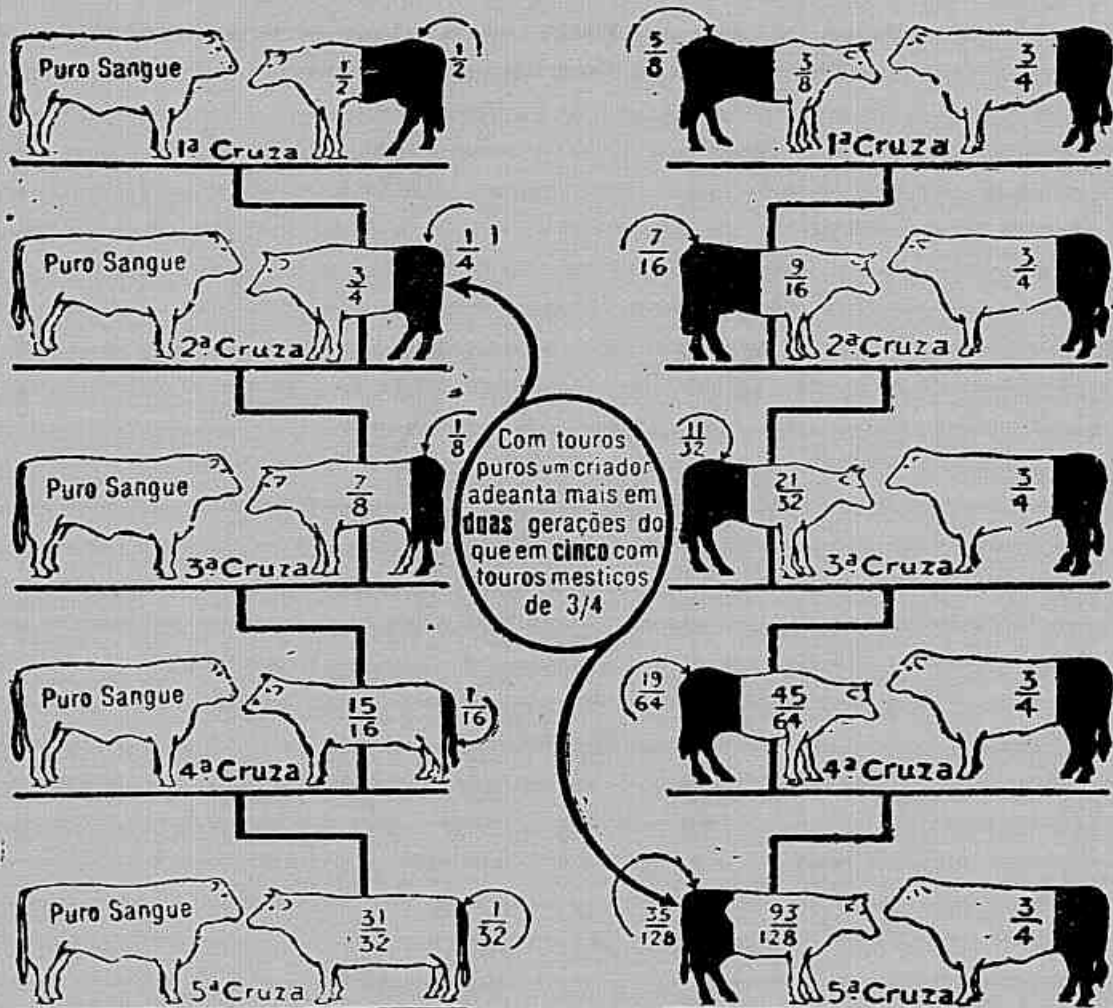 Puro Sangue
1/2
1/2
1ª Cruza
5/8
3/8
3/4
1ª Cruza
Puro Sangue
3/4
1/4
2ª Cruza
7/16
9/16
3/4
2ª Cruza
Puro Sangue
7/8
1/8
3ª Cruza
Com touros
puros um criador
adeanta mais em
duas gerações do
que em cinco com
touros mesticos
de 3/4
11/32
21/32
3/4
3ª Cruza
Puro Sangue
15/16
1/16
4ª Cruza
19/64
45/64
3/4
4ª Cruza
Puro Sangue
31/32
1/32
5ª Cruza
35/128
93/128
3/4
5ª Cruza